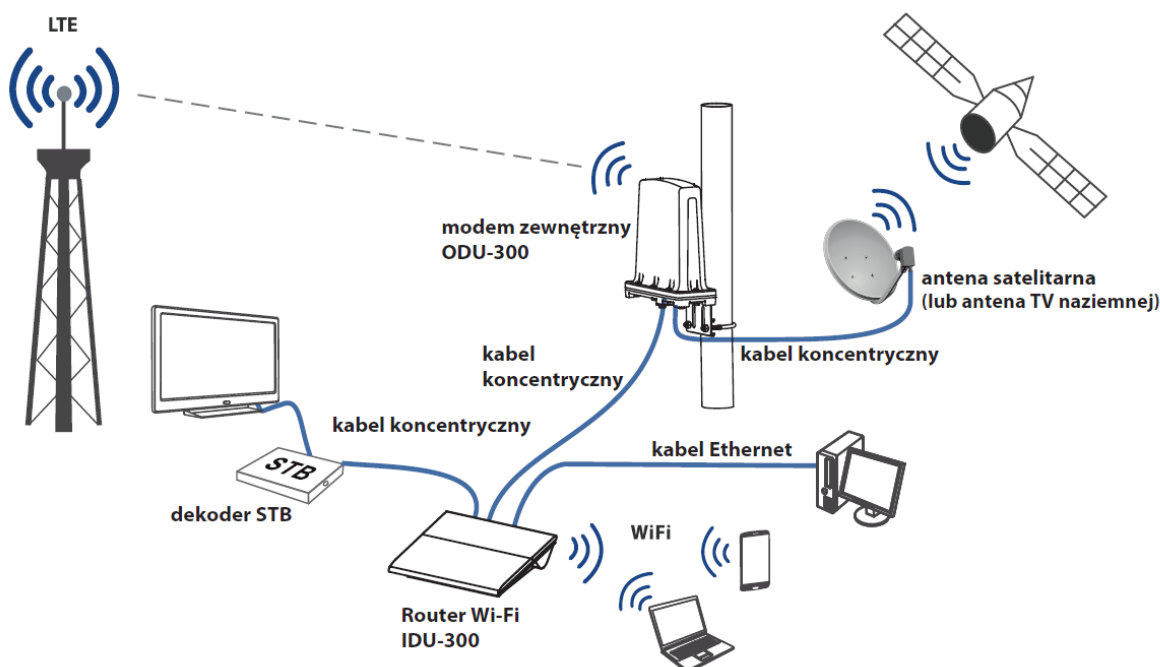 LTE
modem zewnętrzny
ODU-300
antena satelitarna
(lub antena TV naziemnej)
kabel
koncentryczny
kabel koncentryczny
kabel koncentryczny
kabel Ethernet
STB
dekoder STB
WiFi
Router Wi-Fi
IDU-300